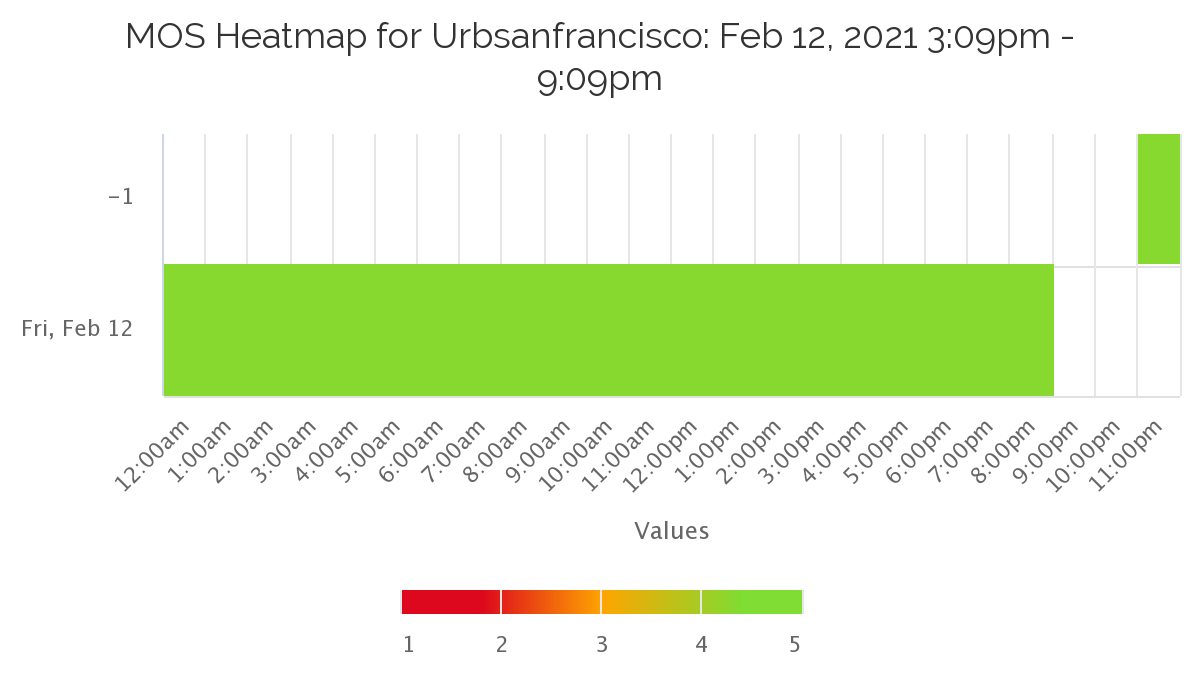 MOS Heatmap for Urbsanfrancisco: Feb 12, 2021 3:09pm -
9:09pm
-1
Fri, Feb 12
12:00am
1:00am
2:00am
3:00am
4:00am
5:00am
6:00am
7:00am
8:00am
9:00am
10:00am
11:00am
12:00pm
1:00pm
2:00pm
3:00pm
4:00pm
5:00pm
6:00pm
7:00pm
8:00pm
9:00pm
10:00pm
11:00pm
Values
1 2 3 4 5